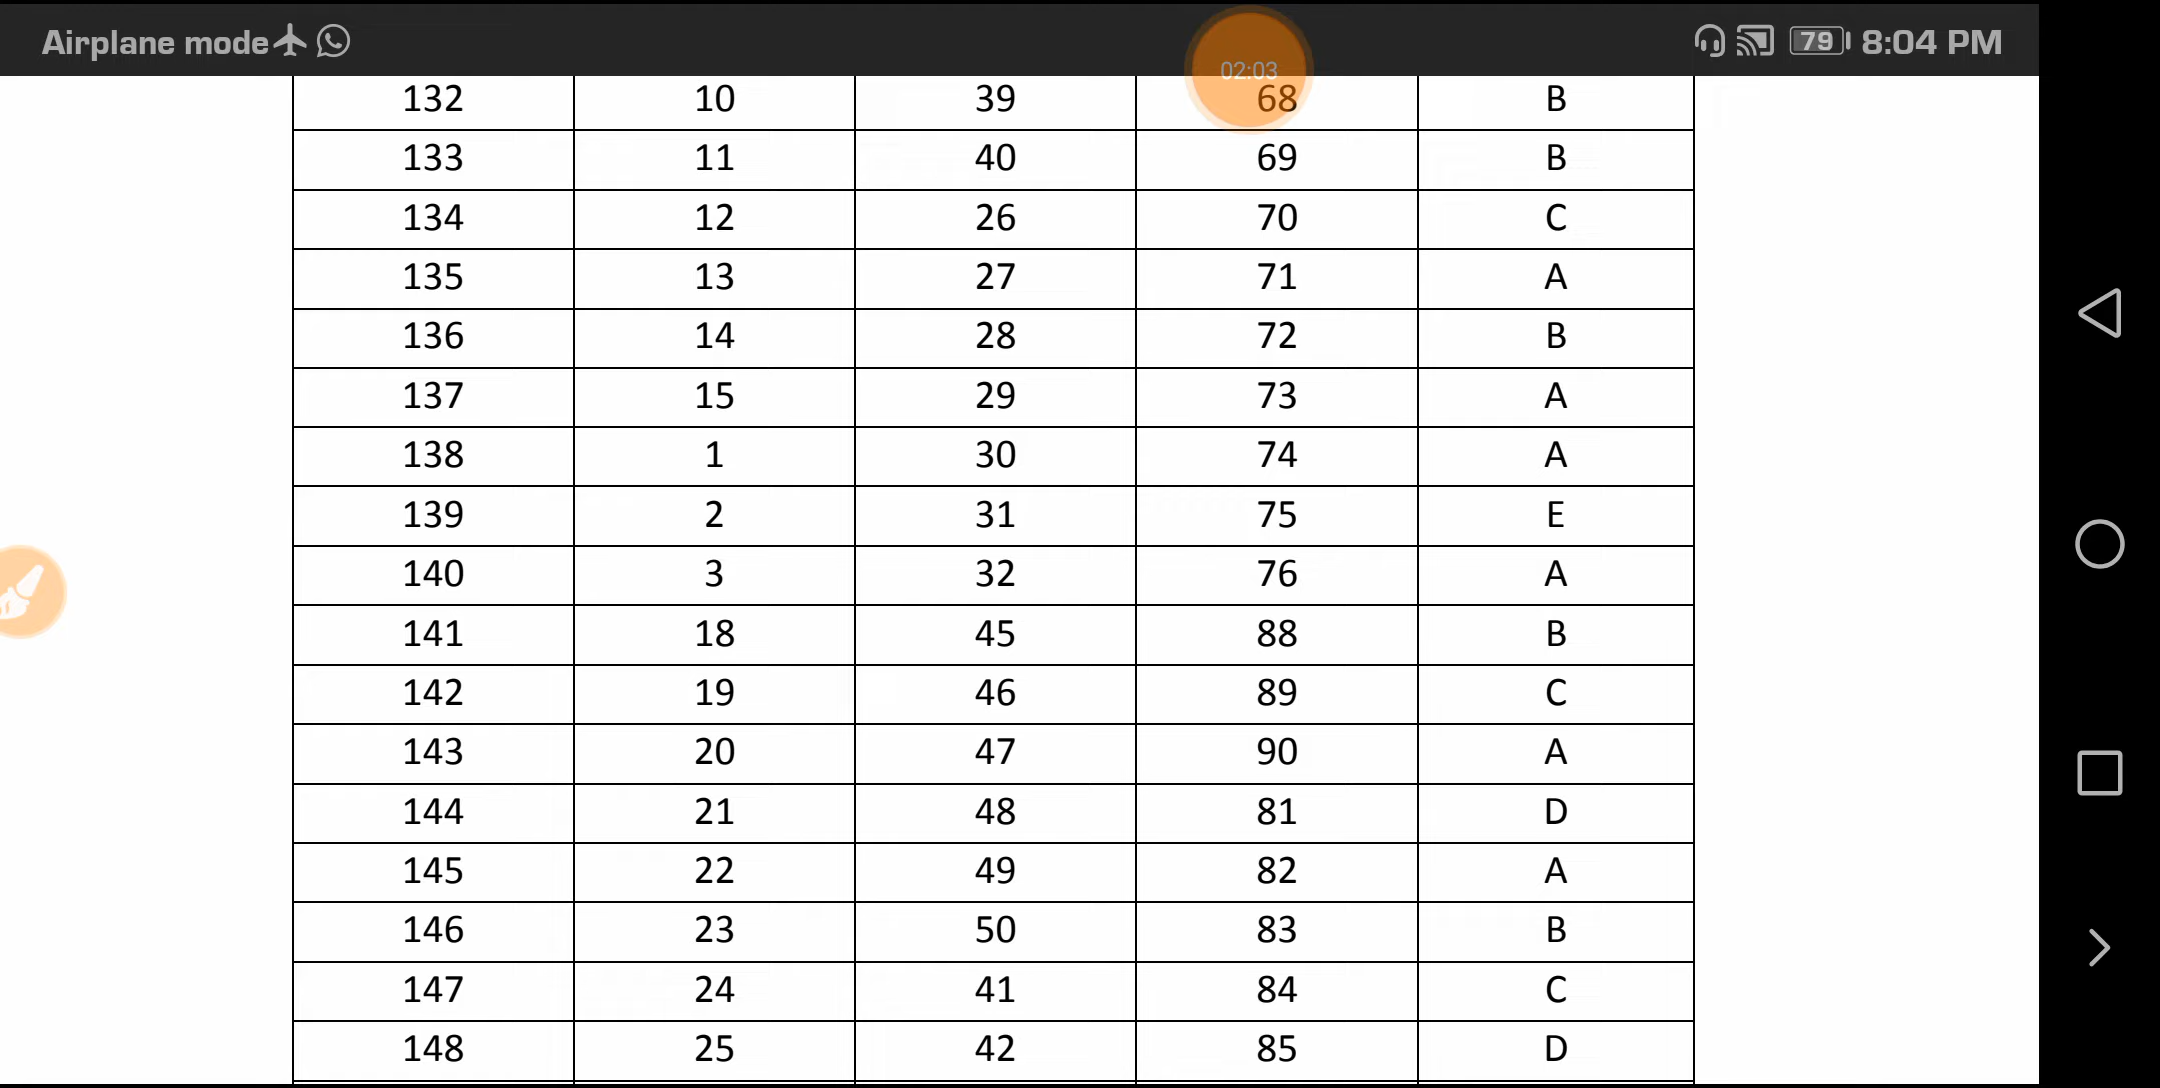 Airplane mode 79 8:04 PM
02:03
132 10 39 68 B
133 11 40 69 B
134 12 26 70 C
135 13 27 71 A
136 14 28 72 B
137 15 29 73 A
138 1 30 74 A
139 2 31 75 E
140 3 32 76 A
141 18 45 88 B
142 19 46 89 C
143 20 47 90 A
144 21 48 81 D
145 22 49 82 A
146 23 50 83 B
147 24 41 84 C
148 25 42 85 D